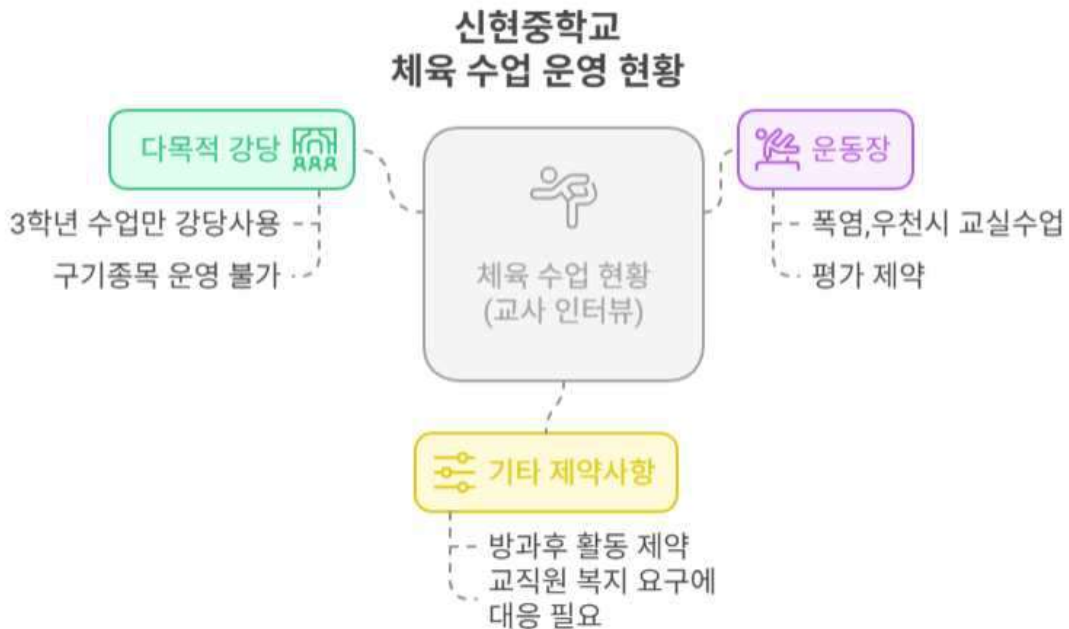 신현중학교
체육 수업 운영 현황
다목적 강당
3학년 수업만 강당사용
구기종목 운영 불가
체육 수업 현황
(교사 인터뷰)
운동장
폭염,우천시 교실수업
평가 제약
기타 제약사항
방과후 활동 제약
교직원 복지 요구에
대응 필요